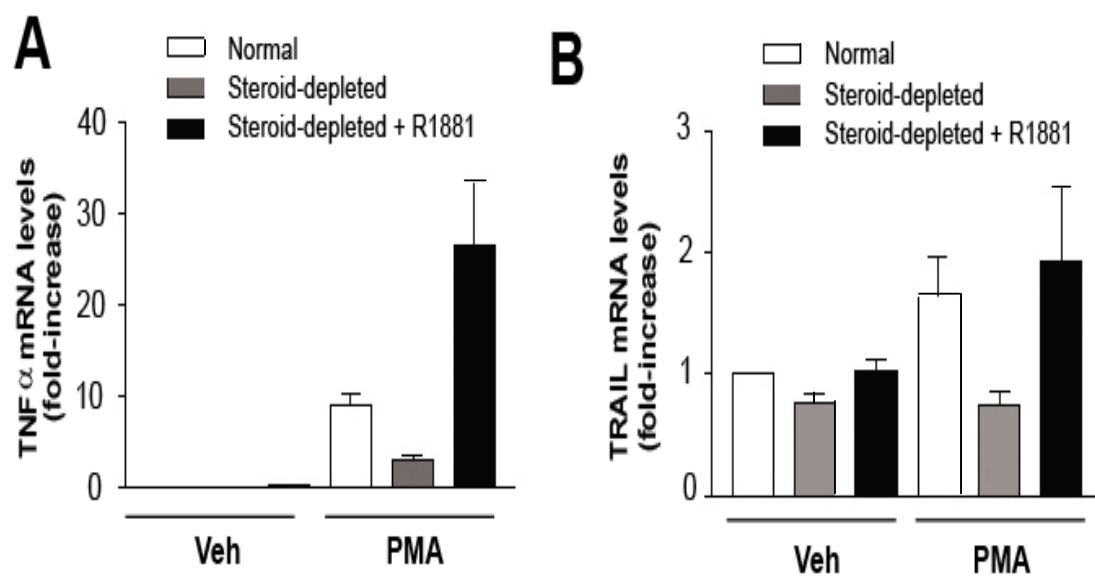 A
Normal
Steroid-depleted
Steroid-depleted + R1881
TNF α mRNA levels
(fold-increase)
40
30
20
10
0
Veh
PMA
B
Normal
Steroid-depleted
Steroid-depleted + R1881
TRAIL mRNA levels
(fold-increase)
3
2
1
0
Veh
PMA